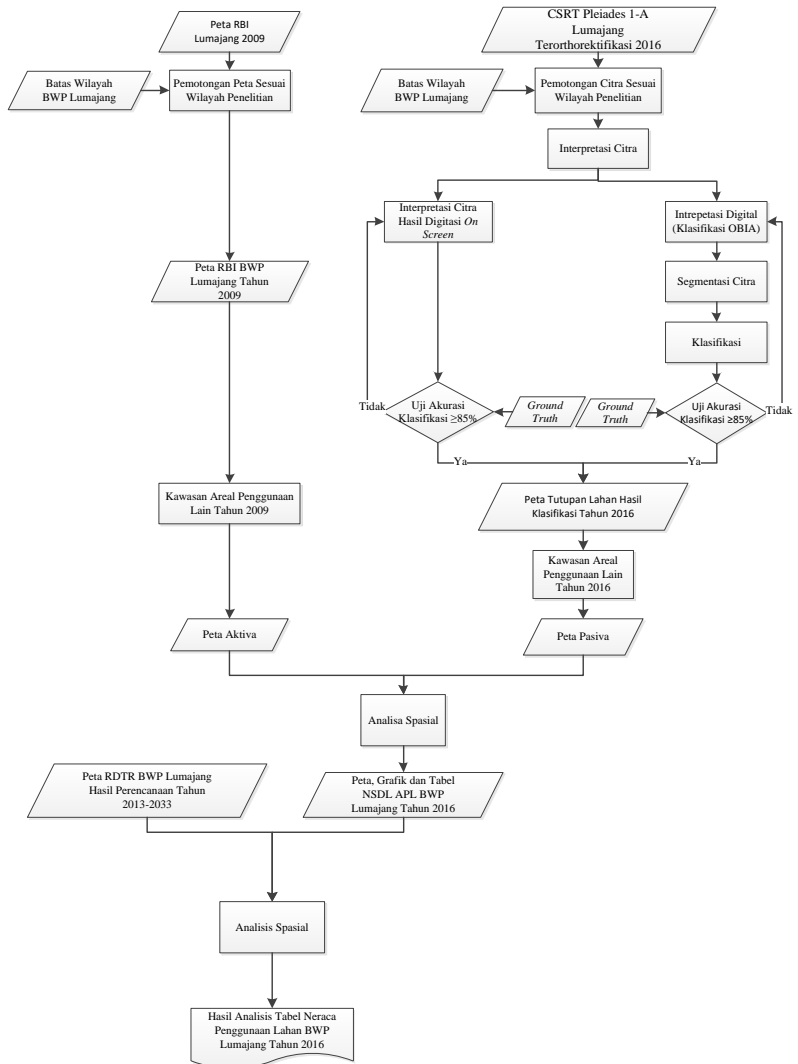 Peta RBI
Lumajang 2009
Batas Wilayah
BWP Lumajang
Pemotongan Peta Sesuai
Wilayah Penelitian
Peta RBI BWP
Lumajang Tahun
2009
Kawasan Areal Penggunaan
Lain Tahun 2009
Peta Aktiva
CSRT Pleiades 1-A
Lumajang
Terorthorektifikasi 2016
Batas Wilayah
BWP Lumajang
Pemotongan Citra Sesuai
Wilayah Penelitian
Interpretasi Citra
Interpretasi Citra
Hasil Digitasi On
Screen
Intrepetasi Digital
(Klasifikasi OBIA)
Segmentasi Citra
Klasifikasi
Tidak
Uji Akurasi
Klasifikasi ≥85%
Ground
Truth
Ground
Truth
Uji Akurasi
Klasifikasi ≥85%
Tidak
Ya
Ya
Peta Tutupan Lahan Hasil
Klasifikasi Tahun 2016
Kawasan Areal
Penggunaan Lain
Tahun 2016
Peta Pasiva
Analisa Spasial
Peta RDTR BWP Lumajang
Hasil Perencanaan Tahun
2013-2033
Peta, Grafik dan Tabel
NSDL APL BWP
Lumajang Tahun 2016
Analisis Spasial
Hasil Analisis Tabel Neraca
Penggunaan Lahan BWP
Lumajang Tahun 2016